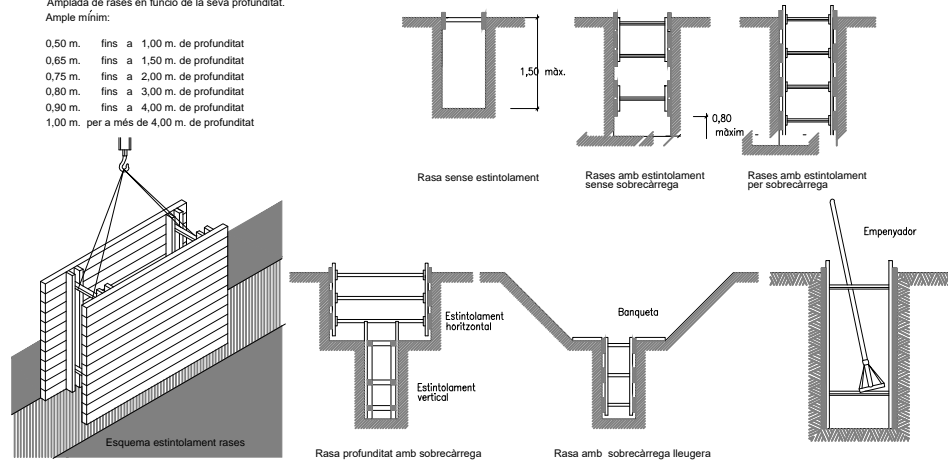 Amplada de rases en funció de la seva profunditat.
Ample mínim:
0,50 m. fins a 1,00 m. de profunditat
0,65 m. fins a 1,50 m. de profunditat
0,75 m. fins a 2,00 m. de profunditat
0,80 m. fins a 3,00 m. de profunditat
0,90 m. fins a 4,00 m. de profunditat
1,00 m. per a més de 4,00 m. de profunditat
1,50 màx.
0,80
màxim
Rasa sense estintolament
Rases amb estintolament
sense sobrecàrrega
Rases amb estintolament
per sobrecàrrega
Esquema estintolament rases
Estintolament
horitzontal
Estintolament
vertical
Rasa profunditat amb sobrecàrrega
Banqueta
Rasa amb sobrecàrrega lleugera
Empenyador